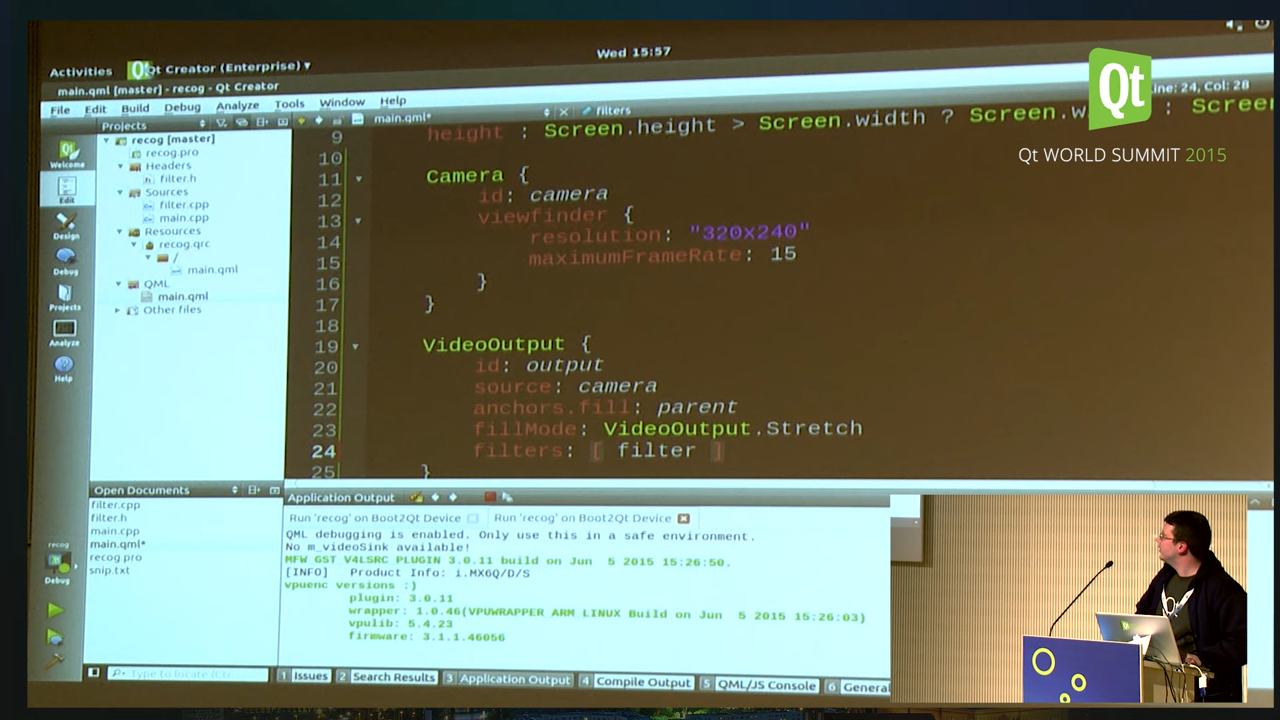 Wed 15:57
Activities
Qt Creator (Enterprise)
main.qml [master] - recog - Qt Creator
Qt
Line: 24, Col: 28
File Edit Build Debug Analyze Tools Window Help
Projects
main.qml*
filters
Qt WORLD SUMMIT 2015
Welcome
Edit
Design
Debug
Projects
Analyze
Help
recog [master]
recog.pro
Headers
filter.h
Sources
filter.cpp
main.cpp
Resources
recog.qrc
/
main.qml
QML
main.qml
Other files
9 height : Screen.height > Screen.width ? Screen.w : Scree
10
11 Camera {
12 id: camera
13 viewfinder {
14 resolution: "320x240"
15 maximumFrameRate: 15
16 }
17 }
18
19 VideoOutput {
20 id: output
21 source: camera
22 anchors.fill: parent
23 fillMode: VideoOutput.Stretch
24 filters: [ filter ]
25 }
Open Documents
filter.cpp
filter.h
main.cpp
main.qml*
recog.pro
snip.txt
recog
Debug
Application Output
Run 'recog' on Boot2Qt Device
Run 'recog' on Boot2Qt Device
QML debugging is enabled. Only use this in a safe environment.
No m_videoSink available!
MFW GST V4LSRC PLUGIN 3.0.11 build on Jun 5 2015 15:26:50.
[INFO] Product Info: i.MX6Q/D/S
vpuenc versions :)
plugin: 3.0.11
wrapper: 1.0.46(VPUWRAPPER ARM LINUX Build on Jun 5 2015 15:26:03)
vpulib: 5.4.23
firmware: 3.1.1.46056
Type to locate (Ctr
1 Issues 2 Search Results 3 Application Output 4 Compile Output 5 QML/JS Console 6 General